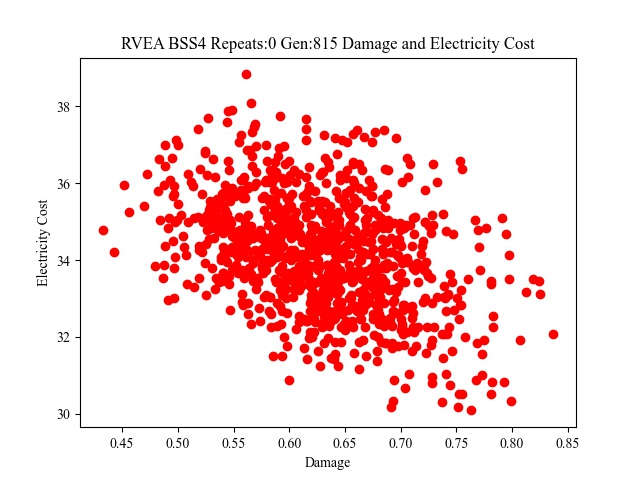 RVEA BSS4 Repeats:0 Gen:815 Damage and Electricity Cost
Electricity Cost
38
36
34
32
30
0.45 0.50 0.55 0.60 0.65 0.70 0.75 0.80 0.85
Damage